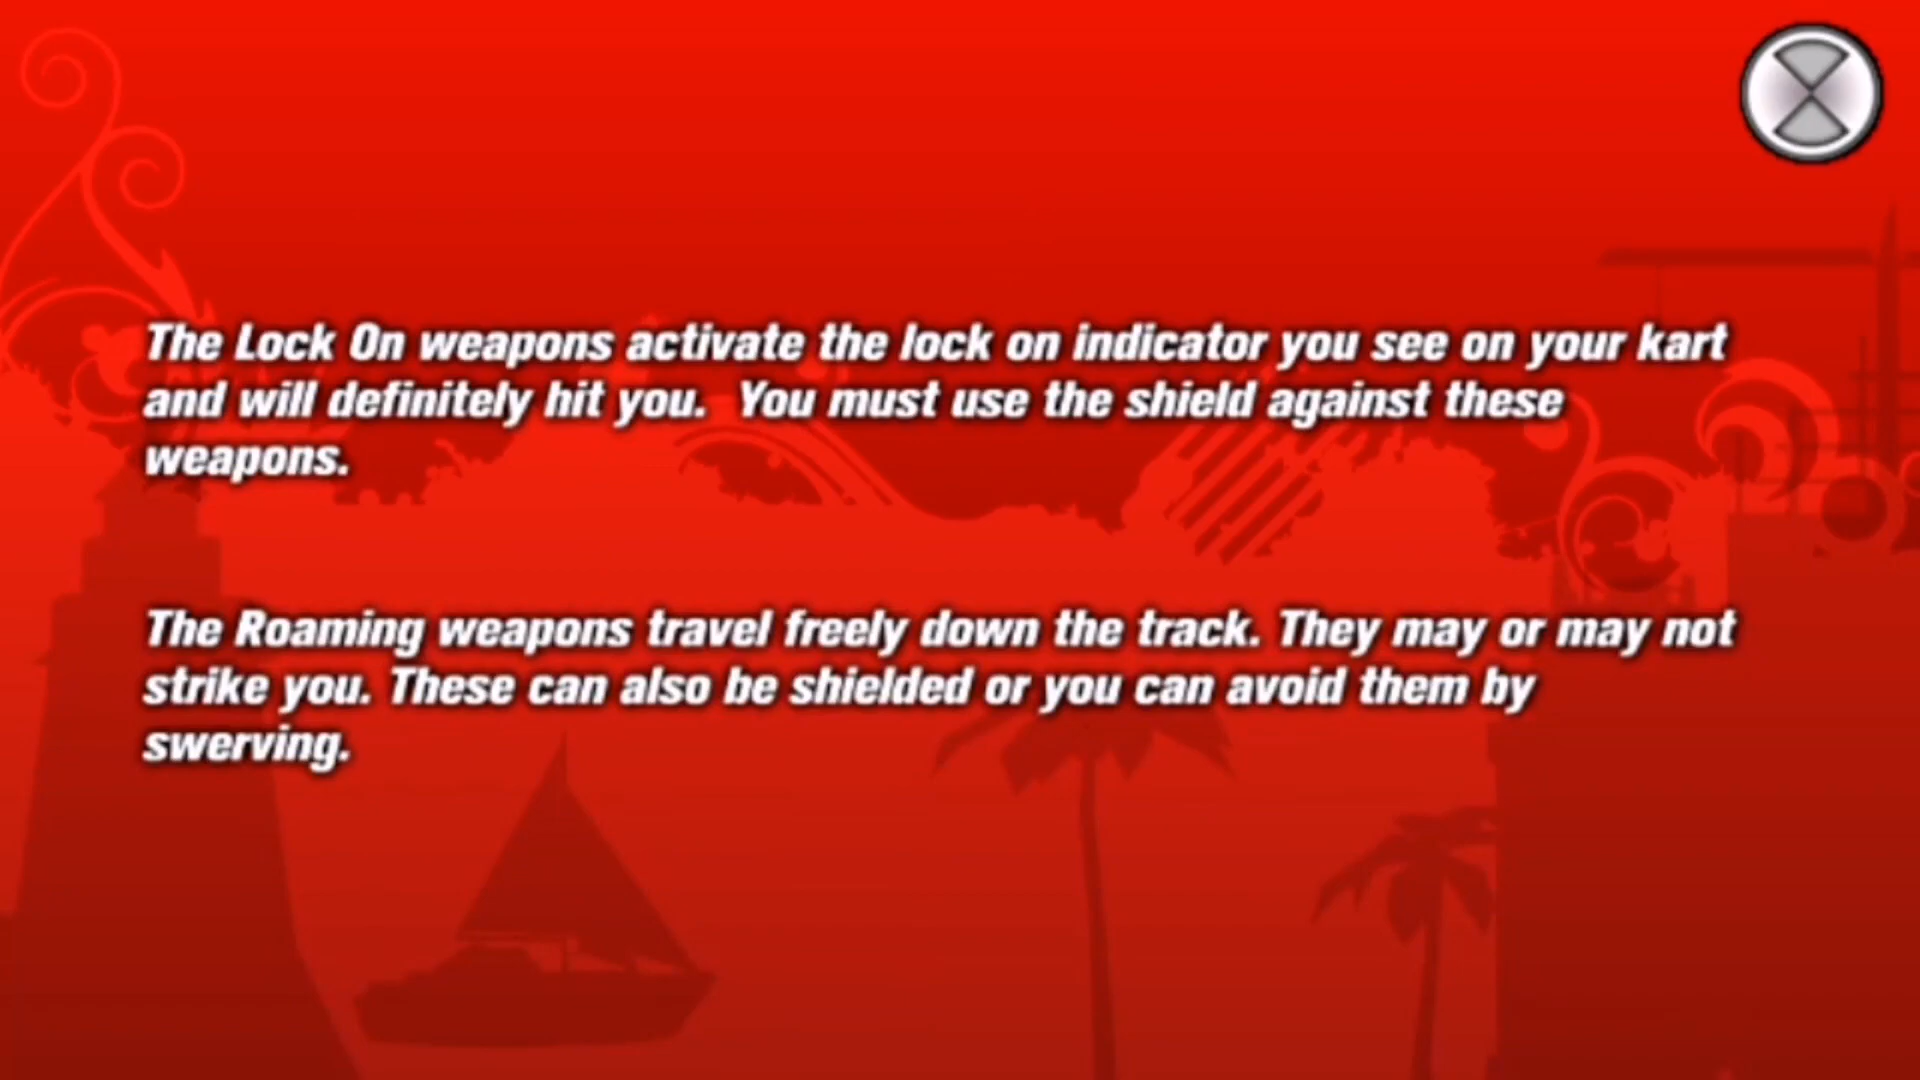 The Lock On weapons activate the lock on indicator you see on your kart
and will definitely hit you.  You must use the shield against these
weapons.
The Roaming weapons travel freely down the track. They may or may not
strike you. These can also be shielded or you can avoid them by
swerving.